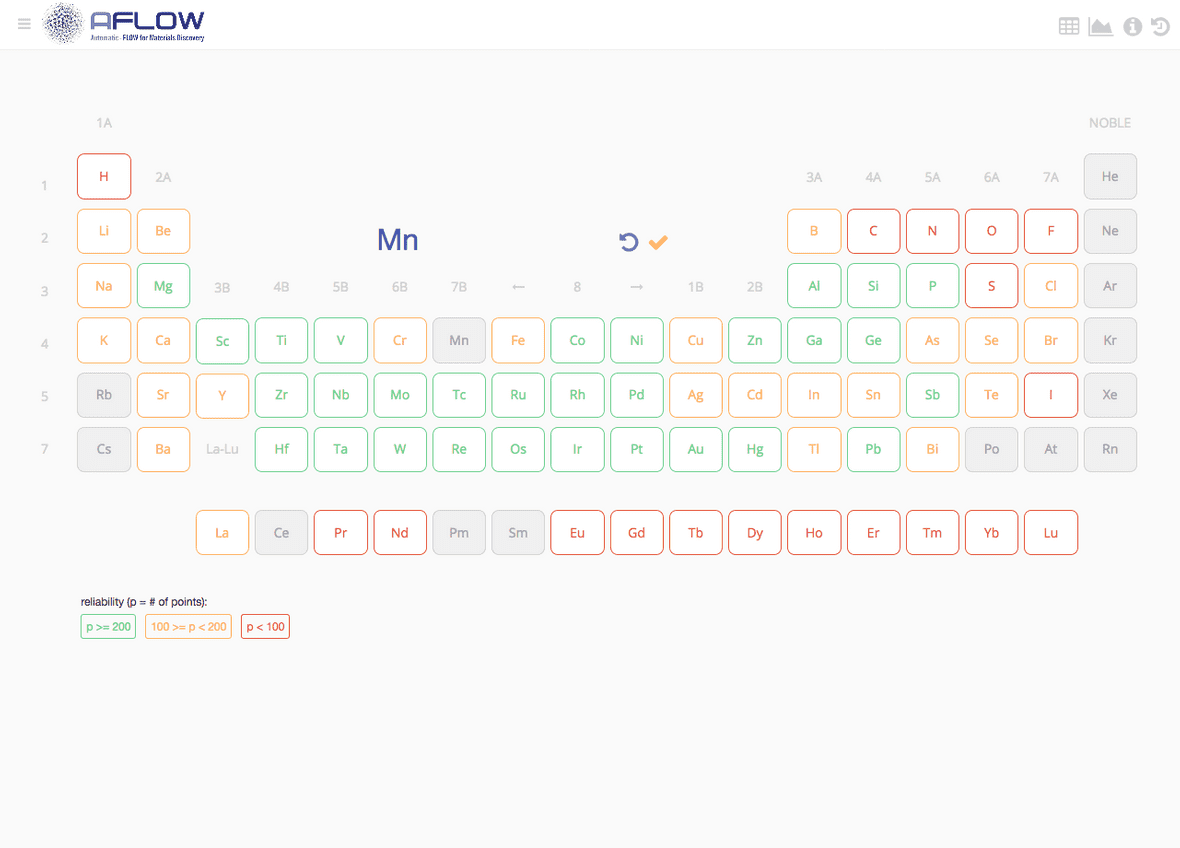 AFLOW
Automatic - FLOW for Materials Discovery
1A NOBLE
1 H 2A 3A 4A 5A 6A 7A He
2 Li Be Mn B C N O F Ne
3 Na Mg 3B 4B 5B 6B 7B ← 8 → 1B 2B Al Si P S Cl Ar
4 K Ca Sc Ti V Cr Mn Fe Co Ni Cu Zn Ga Ge As Se Br Kr
5 Rb Sr Y Zr Nb Mo Tc Ru Rh Pd Ag Cd In Sn Sb Te I Xe
7 Cs Ba La-Lu Hf Ta W Re Os Ir Pt Au Hg Tl Pb Bi Po At Rn
La Ce Pr Nd Pm Sm Eu Gd Tb Dy Ho Er Tm Yb Lu
reliability (p = # of points):
p >= 200 100 >= p < 200 p < 100